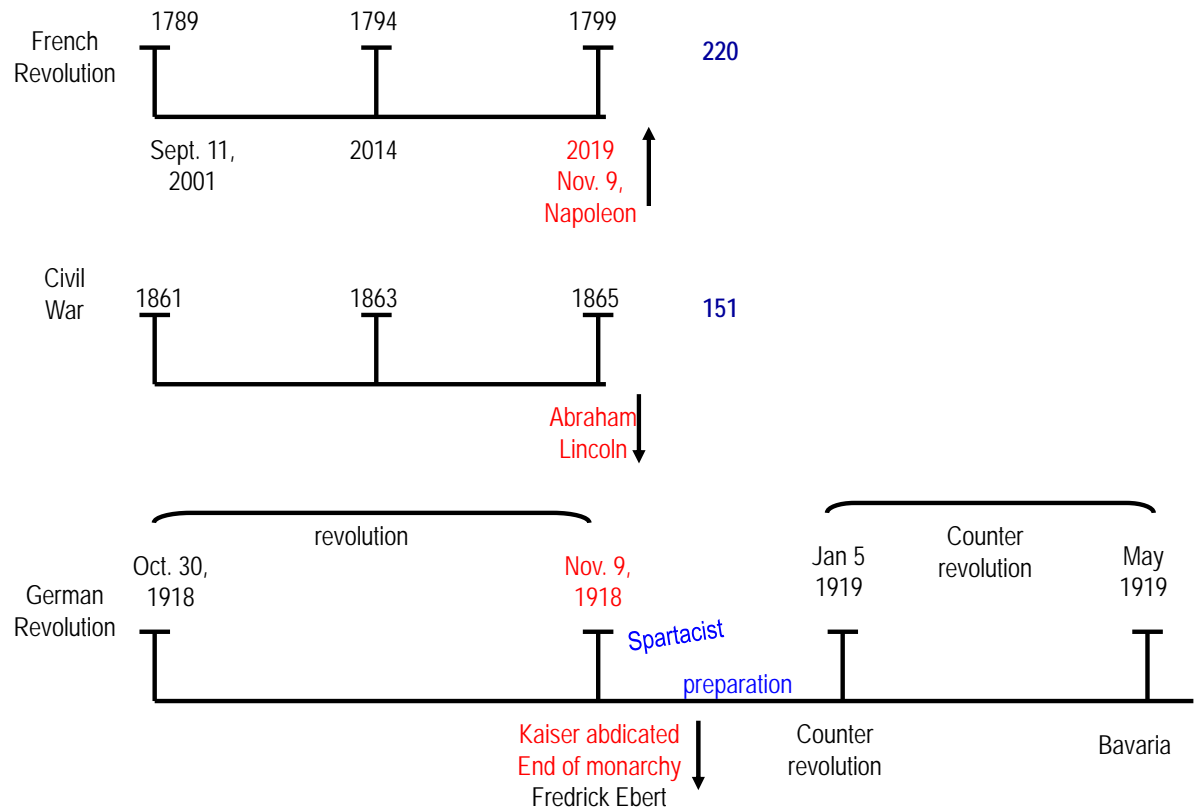 1789
1794
1799
French
Revolution
220
Sept. 11,
2001
2014
2019
Nov. 9,
Napoleon
Civil
War
1861
1863
1865
151
Abraham
Lincoln
revolution
Counter
revolution
Oct. 30,
1918
Nov. 9,
1918
Jan 5
1919
May
1919
German
Revolution
Spartacist
preparation
Kaiser abdicated
End of monarchy
Fredrick Ebert
Counter
revolution
Bavaria